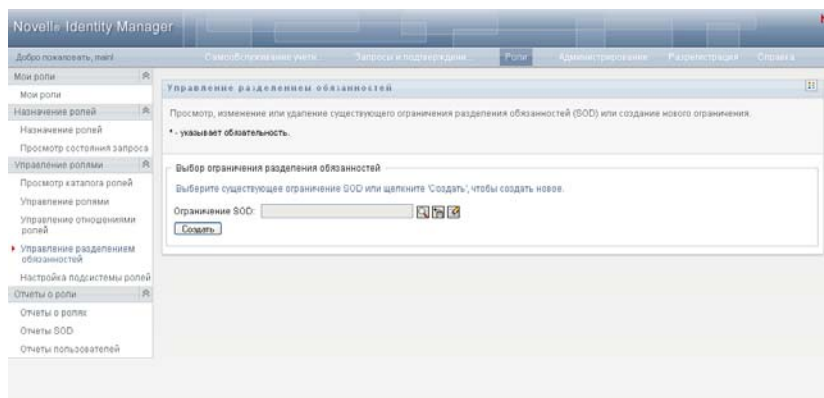 Novell® Identity Manager
Добро пожаловать, mainl
Самообслуживание учетн...
Запросы и подтверждени...
Роли
Администрирование
Разрегистрация
Справка
Мои роли
Мои роли
Назначение ролей
Назначение ролей
Просмотр состояния запроса
Управление ролями
Просмотр каталога ролей
Управление ролями
Управление отношениями
ролей
Управление разделением
обязанностей
Настройка подсистемы ролей
Отчеты о роли
Отчеты о ролях
Отчеты SOD
Отчеты пользователей
Управление разделением обязанностей
Просмотр, изменение или удаление существующего ограничения разделения обязанностей (SOD) или создание нового ограничения.
* - указывает обязательность.
Выбор ограничения разделения обязанностей
Выберите существующее ограничение SOD или щелкните 'Создать', чтобы создать новое.
Ограничение SOD:
Создать